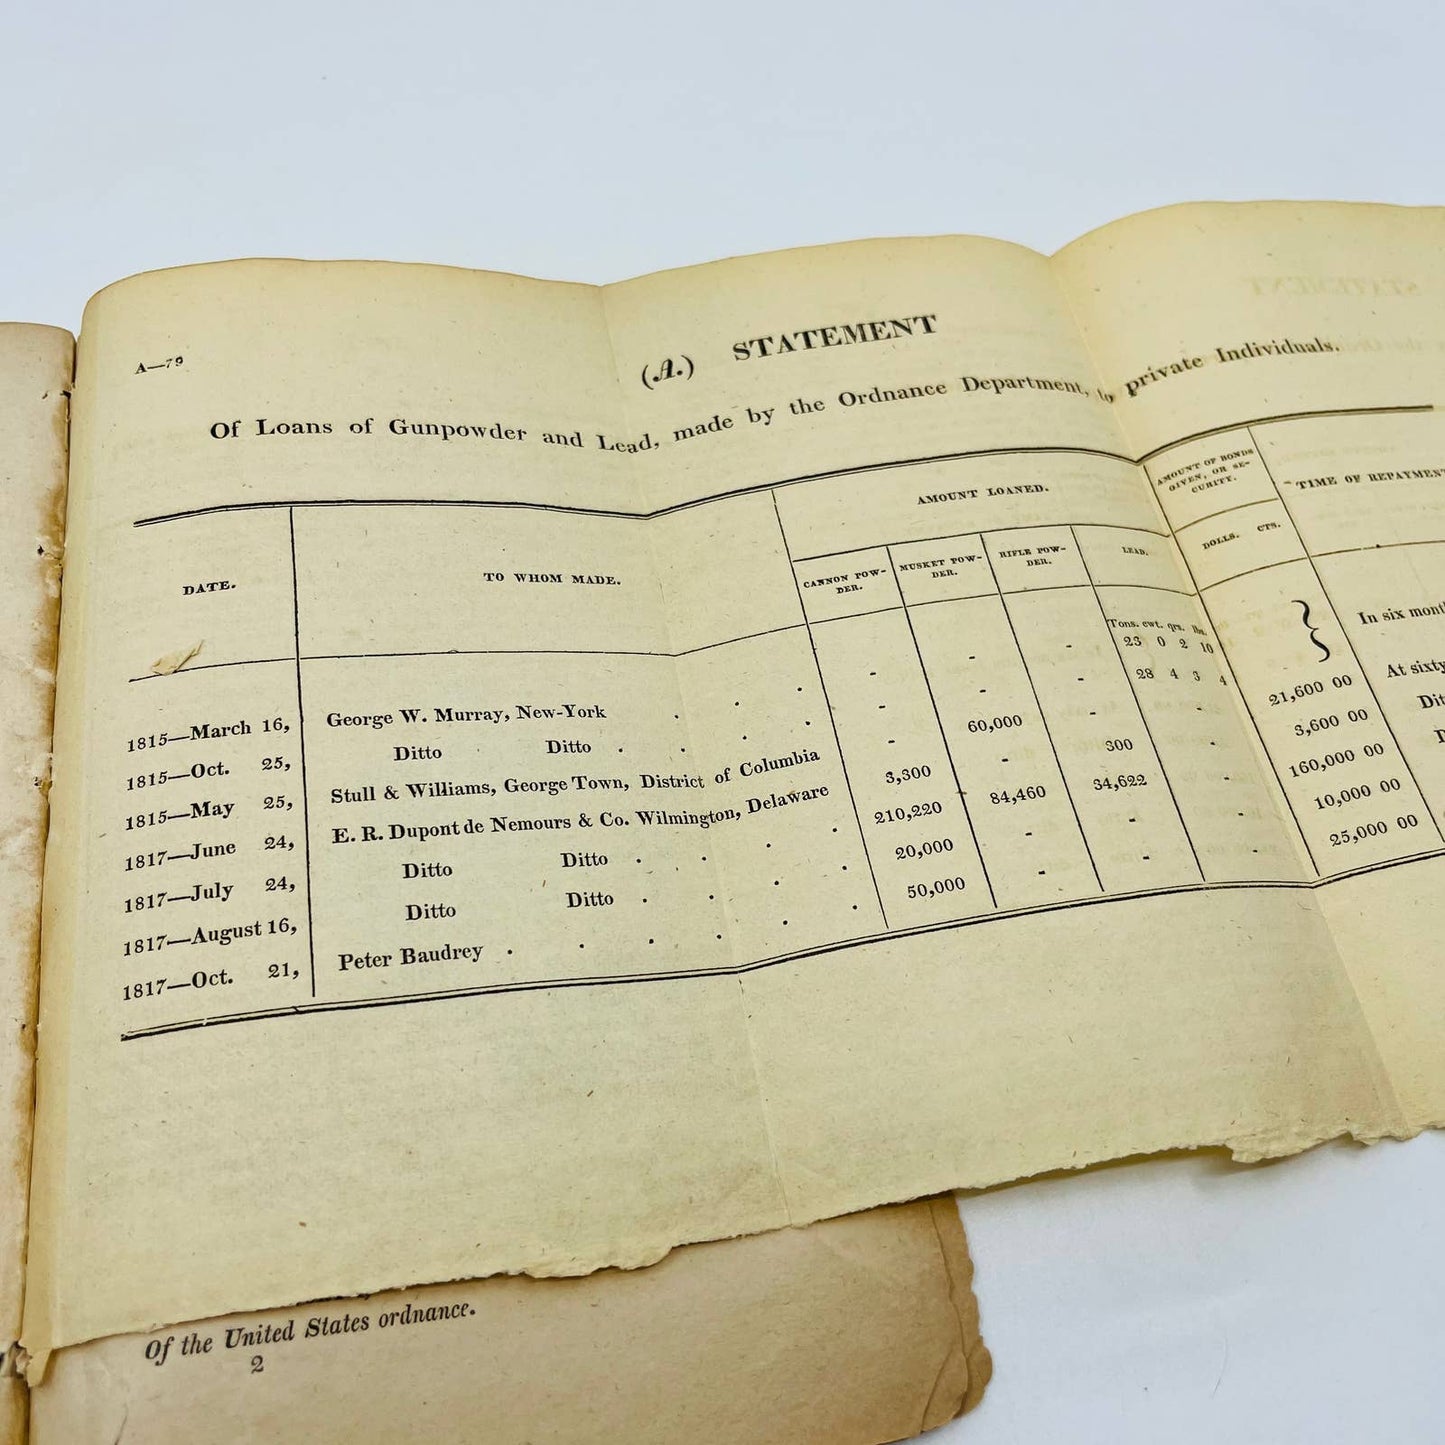 A—79
(A.) STATEMENT
Of Loans of Gunpowder and Lead, made by the Ordnance Department, to private Individuals.
DATE. TO WHOM MADE. AMOUNT LOANED. AMOUNT OF BONDS GIVEN, OR SECURITY. TIME OF REPAYMENT
CANNON POWDER. MUSKET POWDER. RIFLE POWDER. LEAD. DOLLS. CTS.
Tons. cwt. qrs. lbs.
1815—March 16, George W. Murray, New-York . . . - - - 23 0 2 10 } In six mont
1815—Oct. 25, Ditto Ditto . . . . - - - 28 4 3 4
1815—May 25, Stull & Williams, George Town, District of Columbia - 60,000 - - 21,600 00 At sixty
1817—June 24, E. R. Dupont de Nemours & Co. Wilmington, Delaware 3,300 - 300 - 3,600 00 Dit
1817—July 24, Ditto Ditto . . . . 210,220 84,460 34,622 - 160,000 00
1817—August 16, Ditto Ditto . . . . 20,000 - - - 10,000 00
1817—Oct. 21, Peter Baudrey . . . . . . 50,000 - - - 25,000 00
Of the United States ordnance.
2